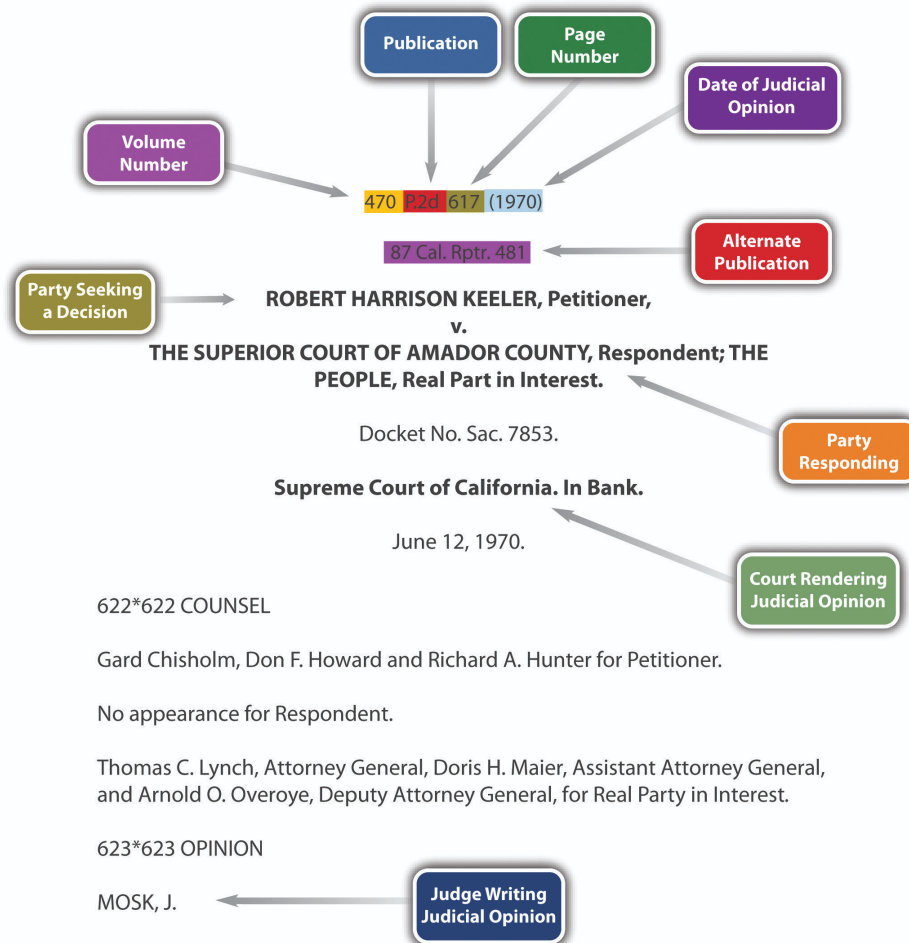 Publication
Page
Number
Date of Judicial
Opinion
Volume
Number
470 P.2d 617 (1970)
87 Cal. Rptr. 481
Alternate
Publication
Party Seeking
a Decision
ROBERT HARRISON KEELER, Petitioner,
v.
THE SUPERIOR COURT OF AMADOR COUNTY, Respondent; THE
PEOPLE, Real Part in Interest.
Docket No. Sac. 7853.
Party
Responding
Supreme Court of California. In Bank.
June 12, 1970.
Court Rendering
Judicial Opinion
622*622 COUNSEL
Gard Chisholm, Don F. Howard and Richard A. Hunter for Petitioner.
No appearance for Respondent.
Thomas C. Lynch, Attorney General, Doris H. Maier, Assistant Attorney General,
and Arnold O. Overoye, Deputy Attorney General, for Real Party in Interest.
623*623 OPINION
MOSK, J.
Judge Writing
Judicial Opinion